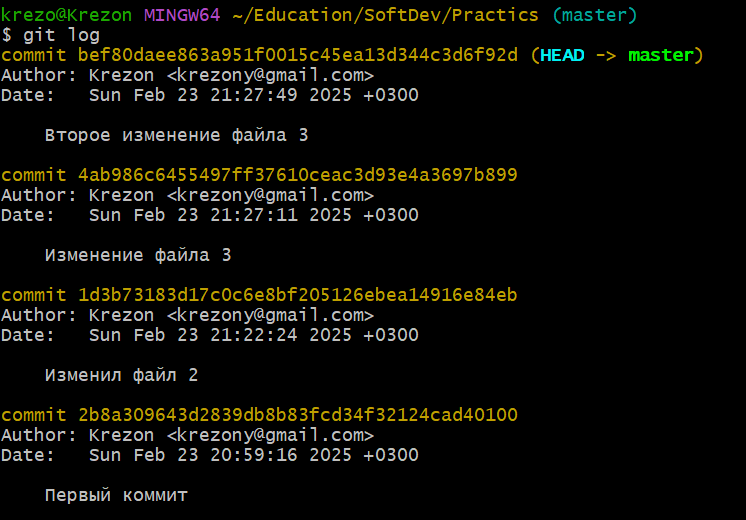 krezo@Krezon MINGW64 ~/Education/SoftDev/Practics (master)
$ git log
commit bef80daee863a951f0015c45ea13d344c3d6f92d (HEAD -> master)
Author: Krezon <krezony@gmail.com>
Date:   Sun Feb 23 21:27:49 2025 +0300
    Второе изменение файла 3
commit 4ab986c6455497ff37610ceac3d93e4a3697b899
Author: Krezon <krezony@gmail.com>
Date:   Sun Feb 23 21:27:11 2025 +0300
    Изменение файла 3
commit 1d3b73183d17c0c6e8bf205126ebea14916e84eb
Author: Krezon <krezony@gmail.com>
Date:   Sun Feb 23 21:22:24 2025 +0300
    Изменил файл 2
commit 2b8a309643d2839db8b83fcd34f32124cad40100
Author: Krezon <krezony@gmail.com>
Date:   Sun Feb 23 20:59:16 2025 +0300
    Первый коммит